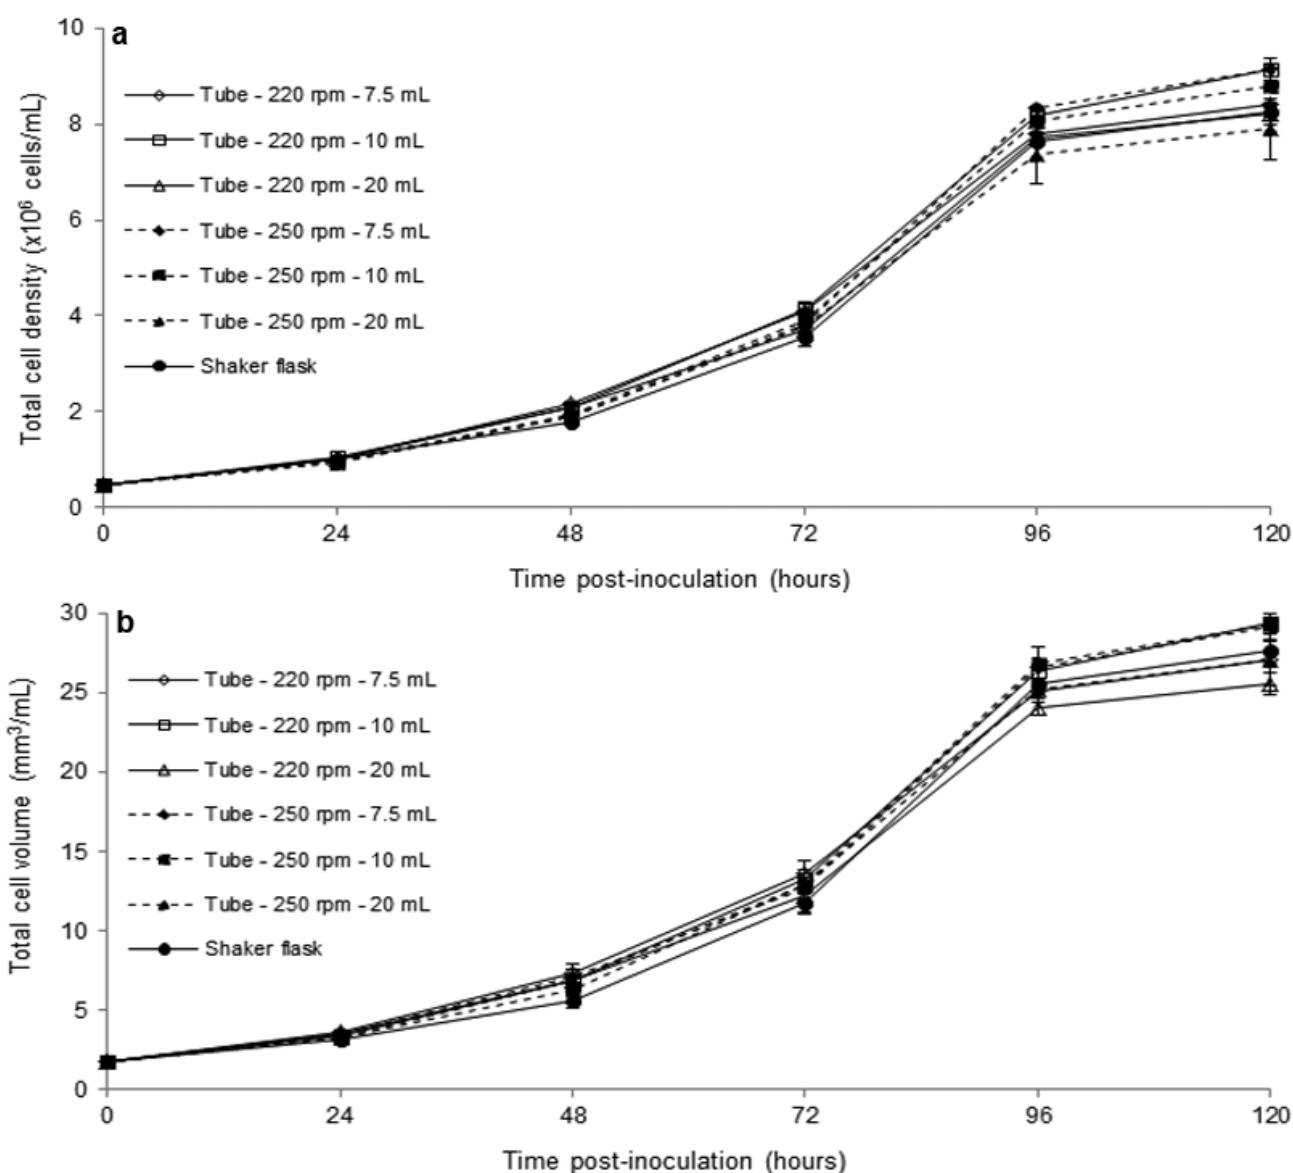 a
Total cell density (x10⁶ cells/mL)
10
8
6
4
2
0
Tube - 220 rpm - 7.5 mL
Tube - 220 rpm - 10 mL
Tube - 220 rpm - 20 mL
Tube - 250 rpm - 7.5 mL
Tube - 250 rpm - 10 mL
Tube - 250 rpm - 20 mL
Shaker flask
0 24 48 72 96 120
Time post-inoculation (hours)
b
Total cell volume (mm³/mL)
30
25
20
15
10
5
0
Tube - 220 rpm - 7.5 mL
Tube - 220 rpm - 10 mL
Tube - 220 rpm - 20 mL
Tube - 250 rpm - 7.5 mL
Tube - 250 rpm - 10 mL
Tube - 250 rpm - 20 mL
Shaker flask
0 24 48 72 96 120
Time post-inoculation (hours)